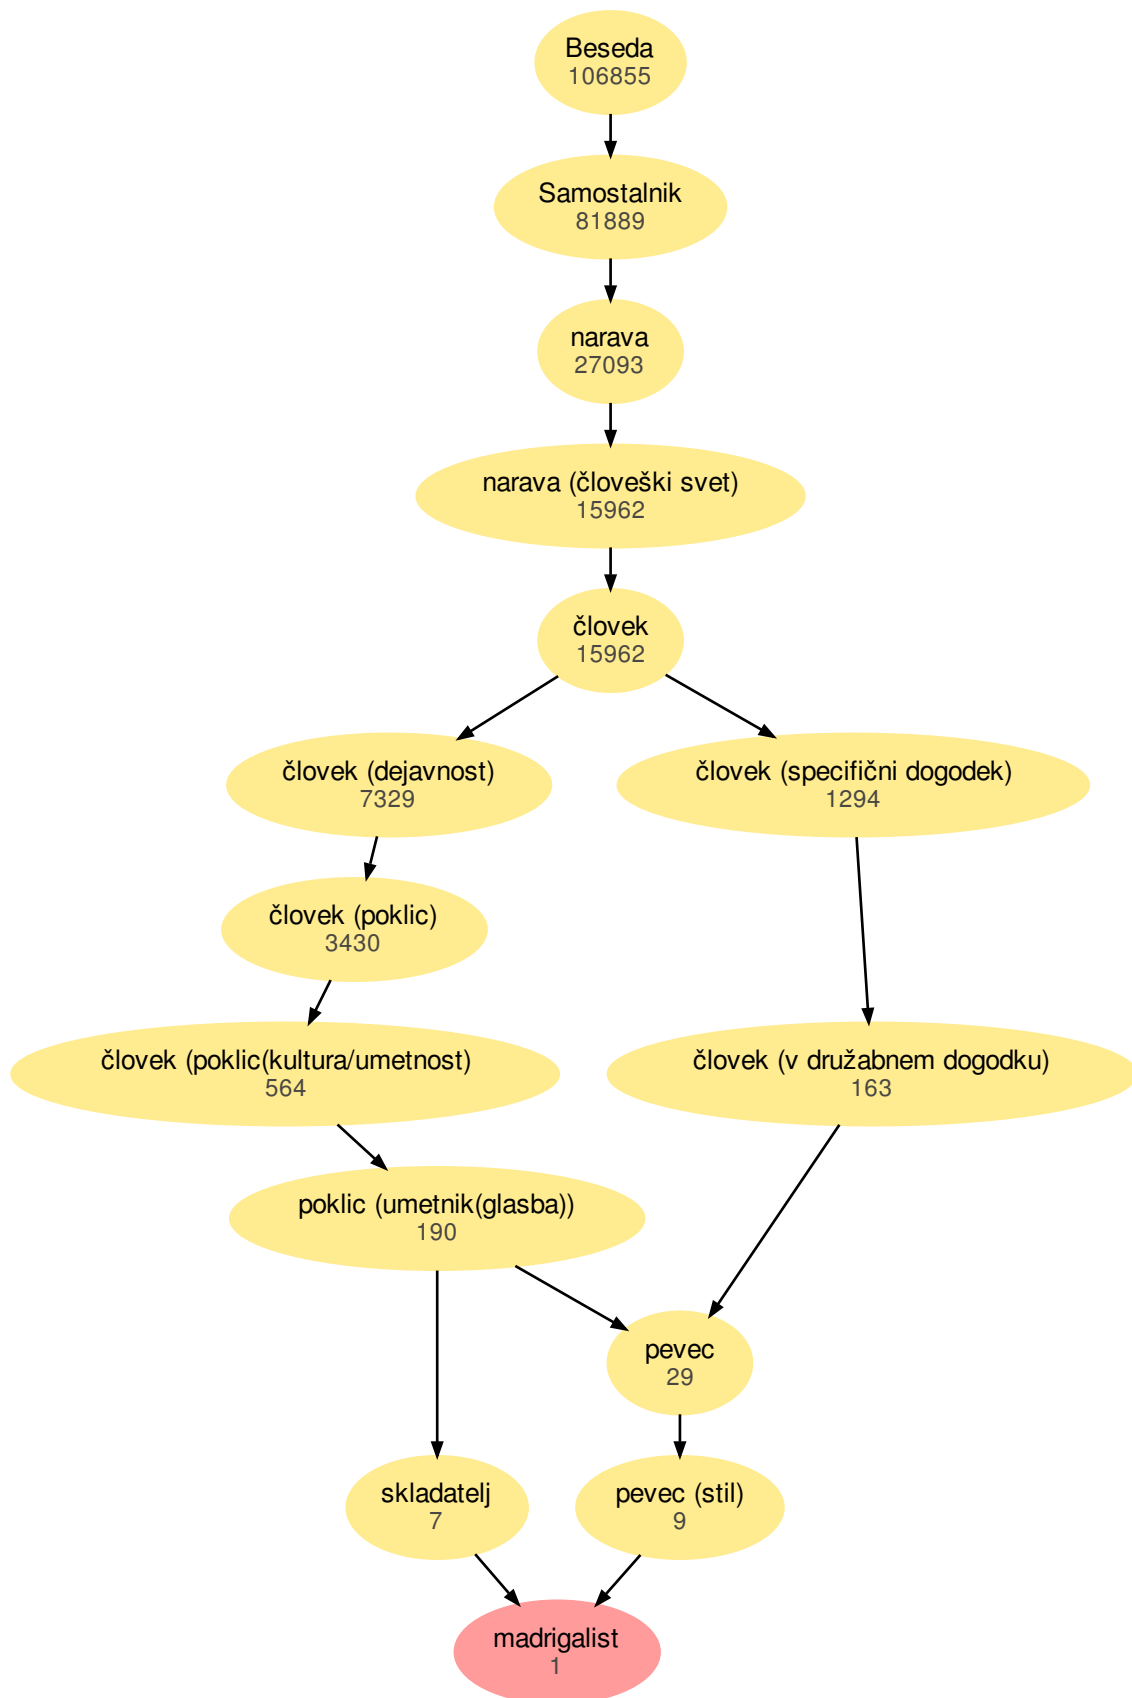 Beseda
106855
Samostalnik
81889
narava
27093
narava (človeški svet)
15962
človek
15962
človek (dejavnost)
7329
človek (specifični dogodek)
1294
človek (poklic)
3430
človek (poklic(kultura/umetnost)
564
človek (v družabnem dogodku)
163
poklic (umetnik(glasba))
190
pevec
29
skladatelj
7
pevec (stil)
9
madrigalist
1